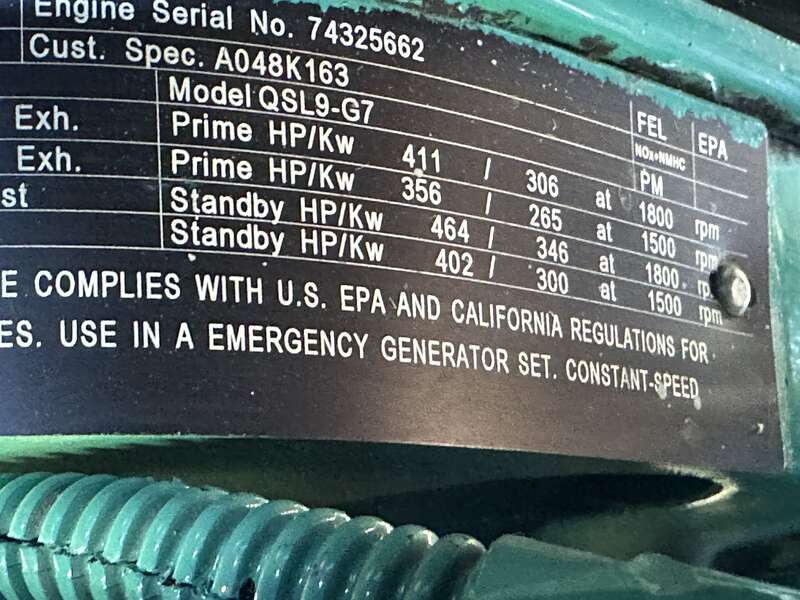 Engine Serial No. 74325662
Cust. Spec. A048K163
Model QSL9-G7 FEL EPA
NOx+NMHC
PM
Exh. Prime HP/Kw 411 / 306 at 1800 rpm
Exh. Prime HP/Kw 356 / 265 at 1500 rpm
st Standby HP/Kw 464 / 346 at 1800 rp
Standby HP/Kw 402 / 300 at 1500 rpm
E COMPLIES WITH U.S. EPA AND CALIFORNIA REGULATIONS FOR
ES. USE IN A EMERGENCY GENERATOR SET. CONSTANT-SPEED